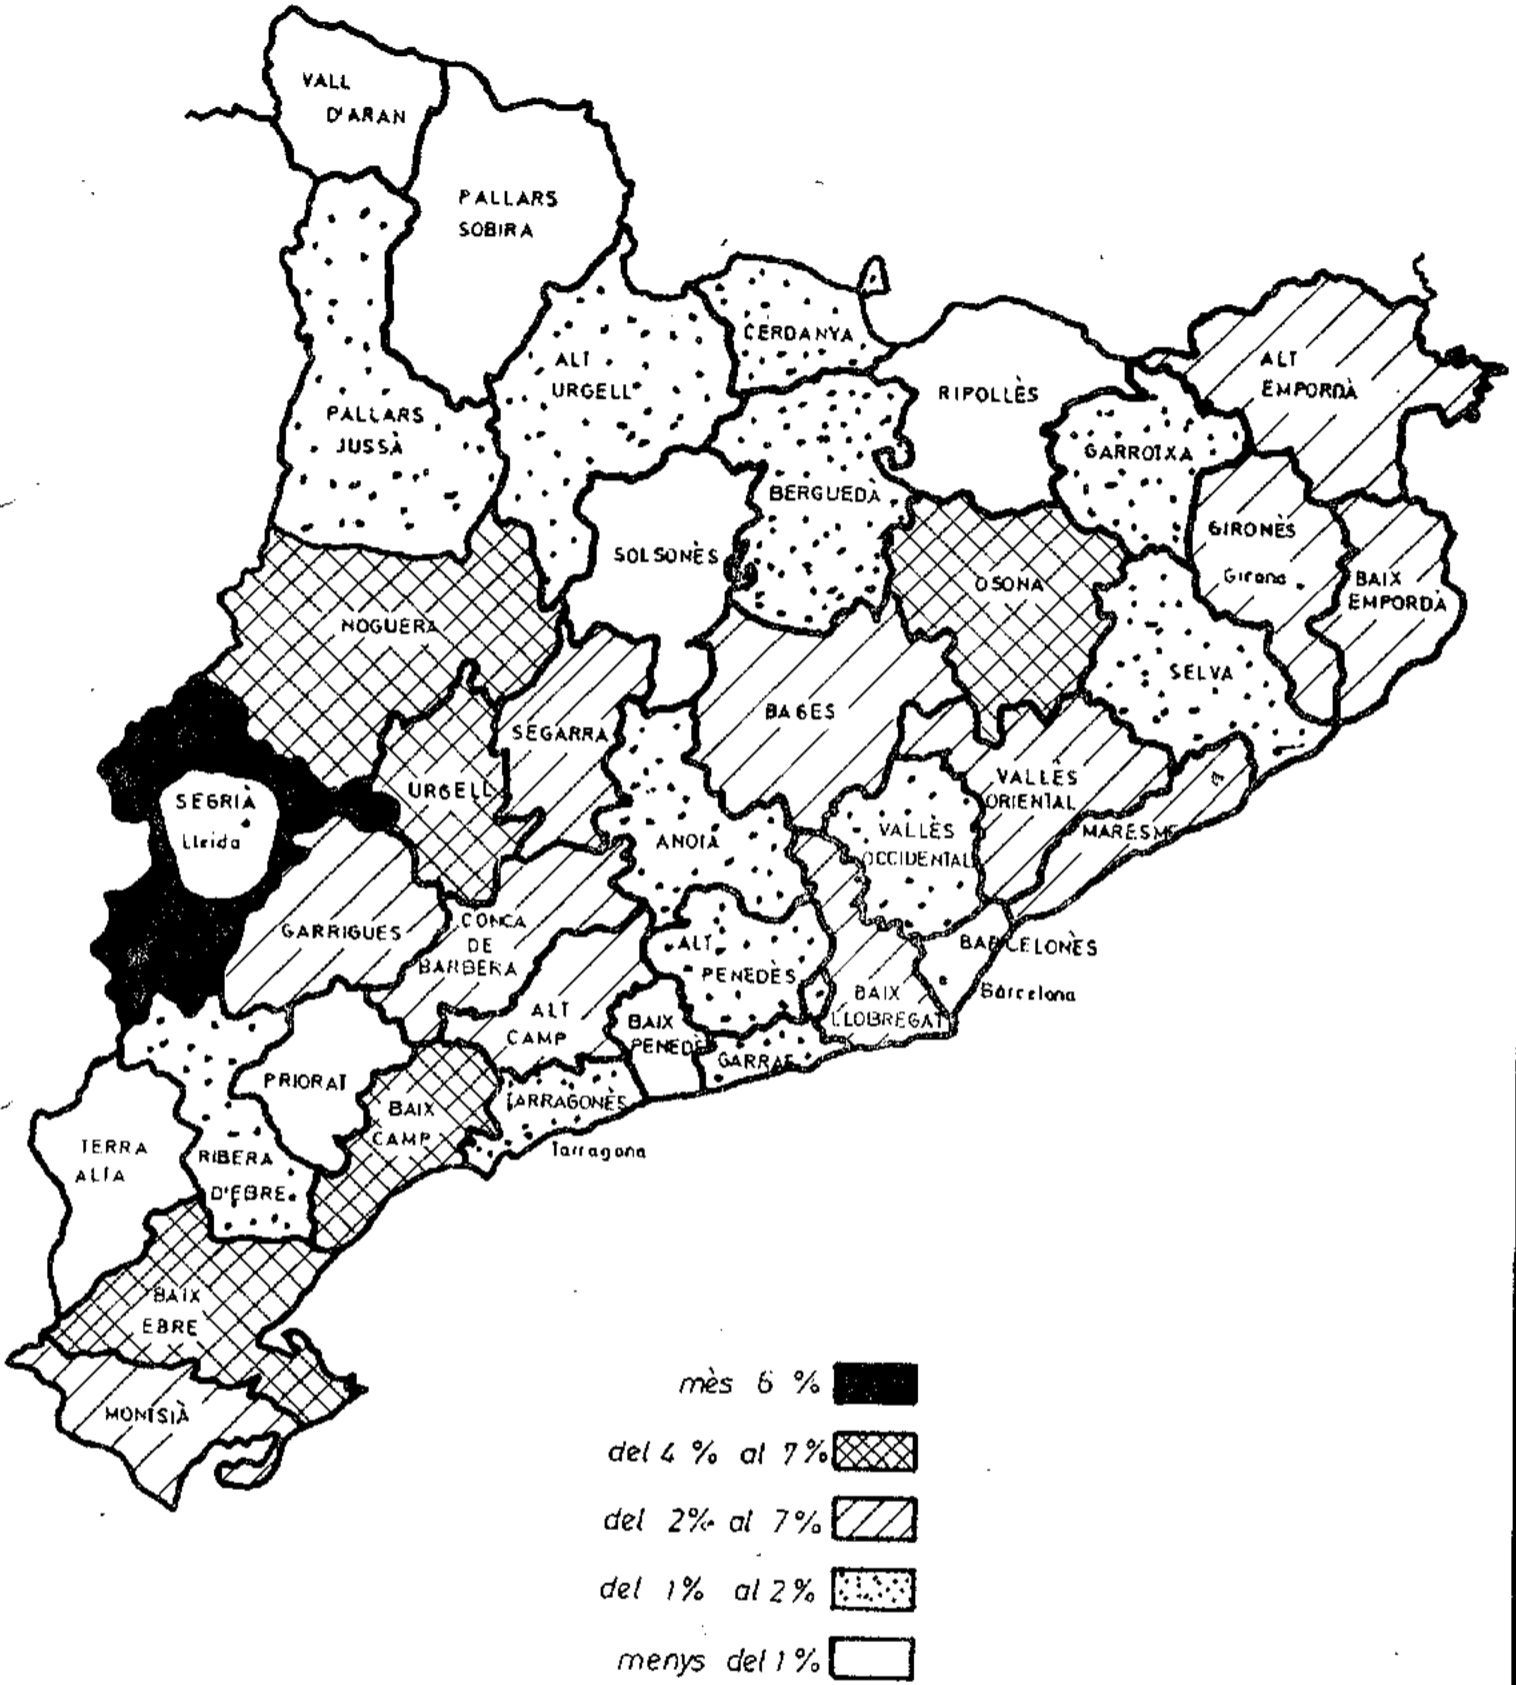 VALL
D'ARAN
PALLARS
SOBIRA
CERDANYA
ALT
URGELL
RIPOLLÈS
ALT
EMPORDÀ
PALLARS
JUSSÀ
GARROTXA
BERGUEDÀ
GIRONÈS
Girona
SOLSONÈS
OSONA
BAIX
EMPORDÀ
NOGUERA
SELVA
BAGES
SEGARRA
URGELL
VALLÈS
ORIENTAL
SEGRIÀ
Lleida
MARESME
ANOIA
VALLÈS
OCCIDENTAL
GARRIGUES
CONCA
DE
BARBERA
ALT
PENEDÈS
BARCELONÈS
Barcelona
BAIX
LLOBREGAT
ALT
CAMP
BAIX
PENEDÈS
GARRAF
PRIORAT
BAIX
CAMP
TARRAGONÈS
Tarragona
TERRA
ALTA
RIBERA
D'EBRE
BAIX
EBRE
MONTSIÀ
mès 6 %
del 4 % al 7%
del 2% al 7%
del 1% al 2%
menys del 1%